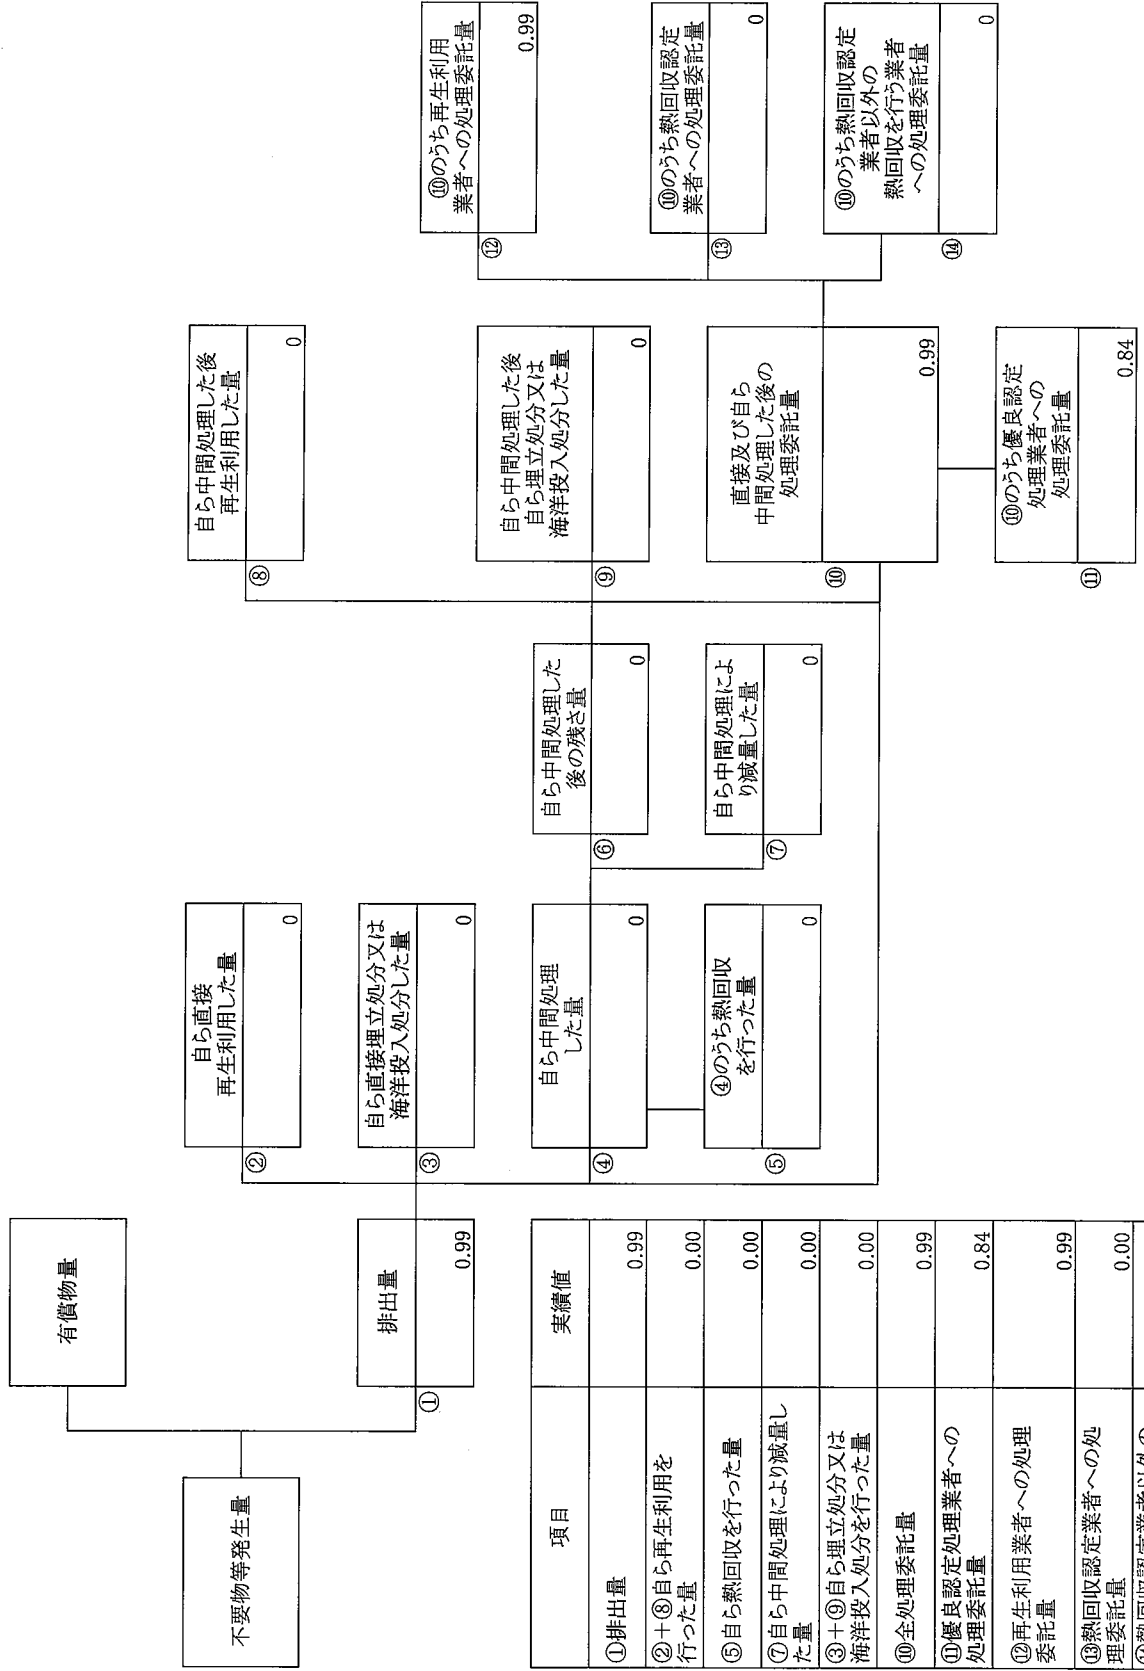 不要物等発生量
有償物量
①
排出量
0.99
②
自ら直接
再生利用した量
0
③
自ら直接埋立処分又は
海洋投入処分した量
0
④
自ら中間処理
した量
0
⑤
④のうち熱回収
を行った量
0
⑥
自ら中間処理した
後の残さ量
0
⑦
自ら中間処理によ
り減量した量
0
⑧
自ら中間処理した後
再生利用した量
0
⑨
自ら中間処理した後
自ら埋立処分又は
海洋投入処分した量
0
⑩
直接及び自ら
中間処理した後の
処理委託量
0.99
⑪
⑩のうち優良認定
処理業者への
処理委託量
0.84
⑫
⑩のうち再生利用
業者への処理委託量
0.99
⑬
⑩のうち熱回収認定
業者への処理委託量
0
⑭
⑩のうち熱回収認定
業者以外の
熱回収を行う業者
への処理委託量
0
項目
実績値
①排出量
0.99
②+⑧自ら再生利用を
行った量
0.00
⑤自ら熱回収を行った量
0.00
⑦自ら中間処理により減量し
た量
0.00
③+⑨自ら埋立処分又は
海洋投入処分を行った量
0.00
⑩全処理委託量
0.99
⑪優良認定処理業者への
処理委託量
0.84
⑫再生利用業者への処理
委託量
0.99
⑬熱回収認定業者への処
理委託量
0.00